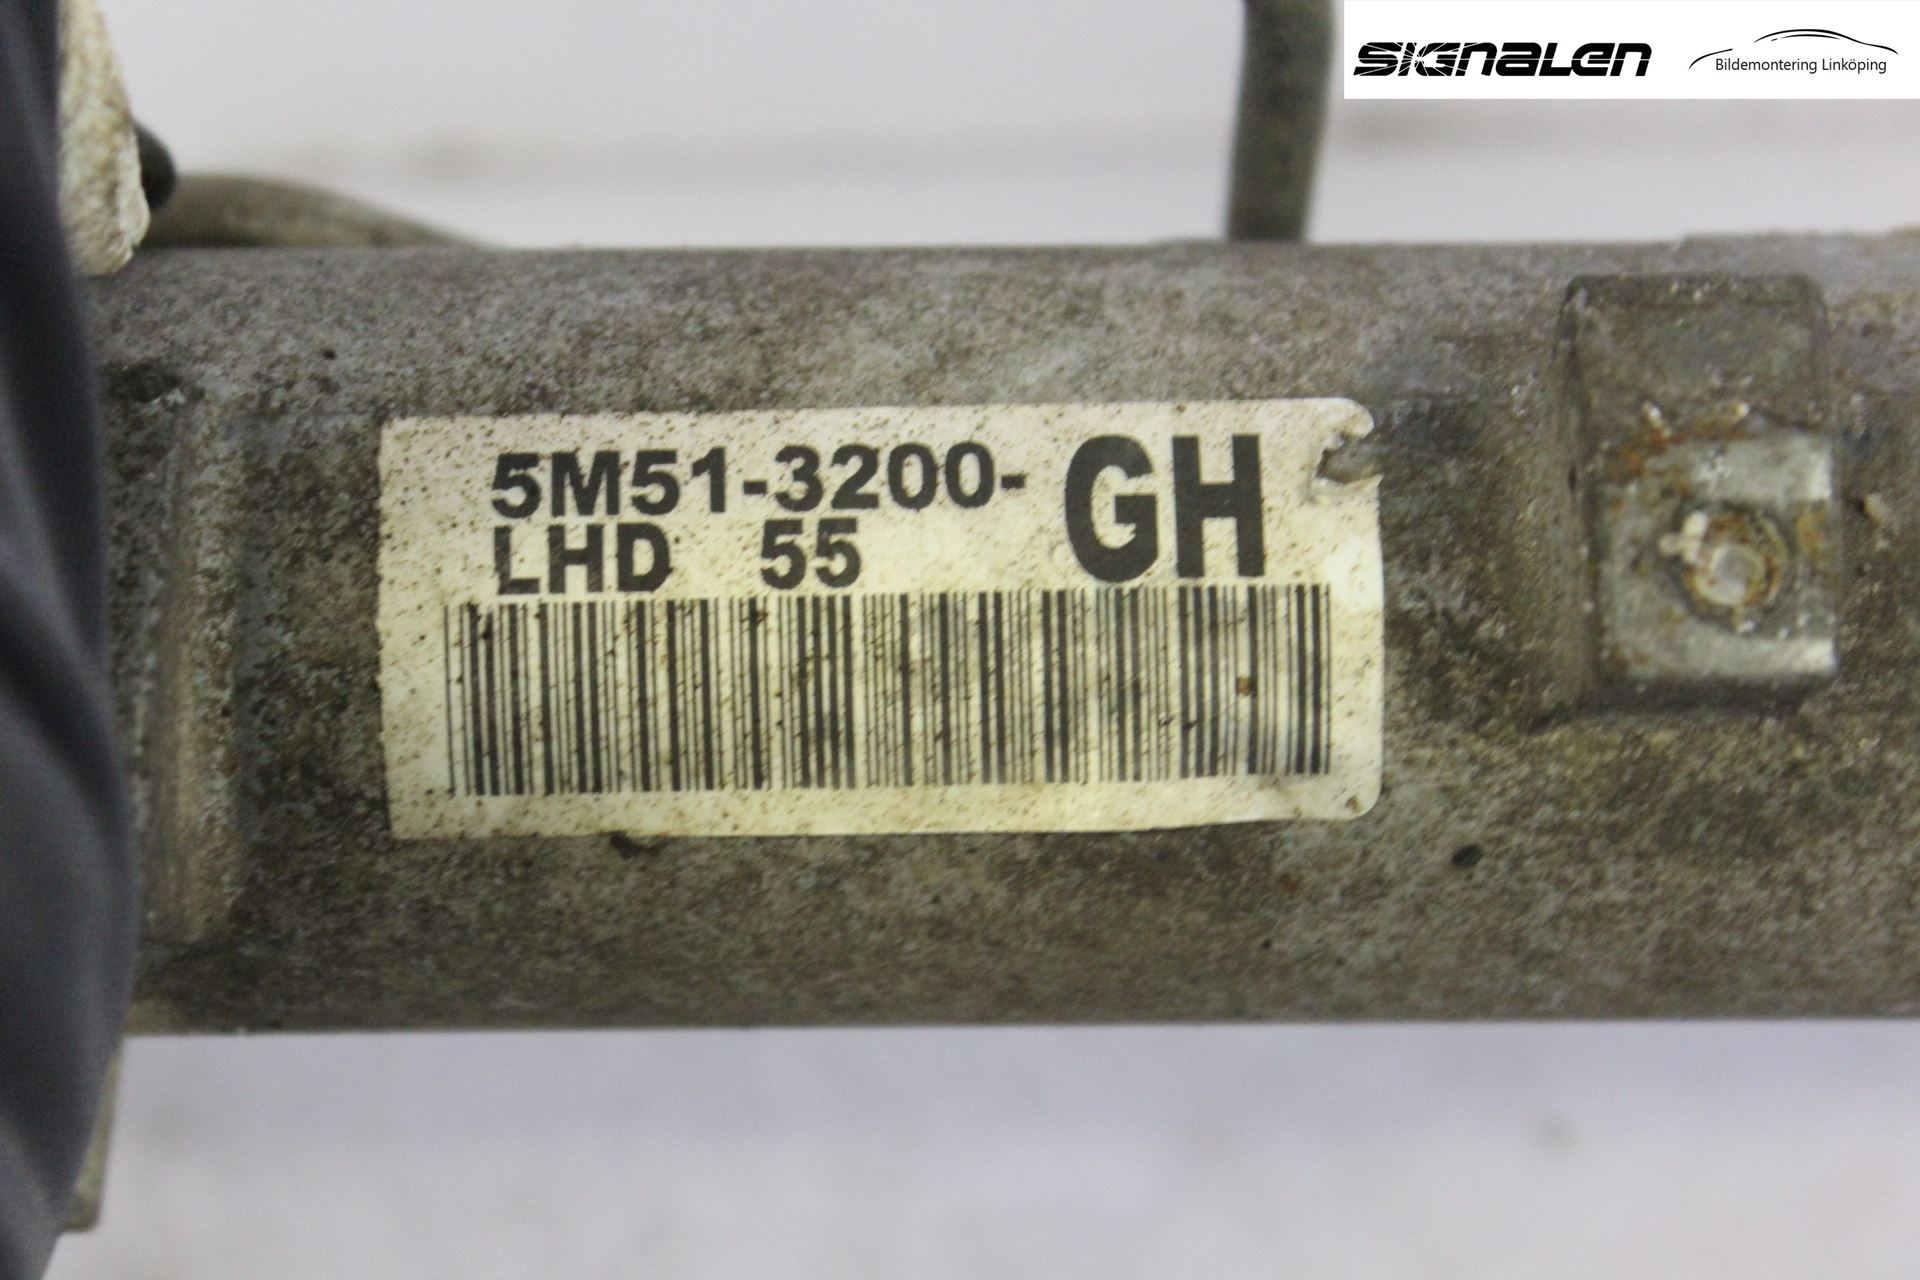 SIGNALEN
Bildemontering Linköping
5M51-3200-GH
LHD 55